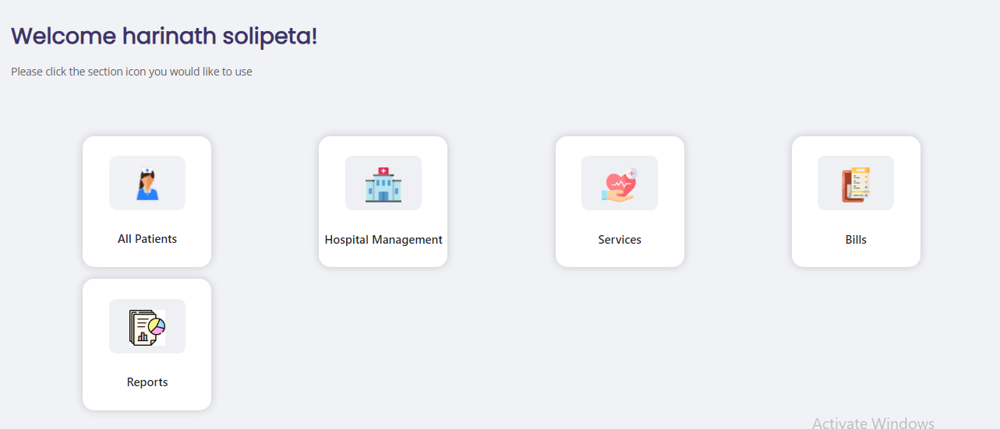 Welcome harinath solipeta!
Please click the section icon you would like to use
All Patients
Hospital Management
Services
Bills
Reports
Activate Windows